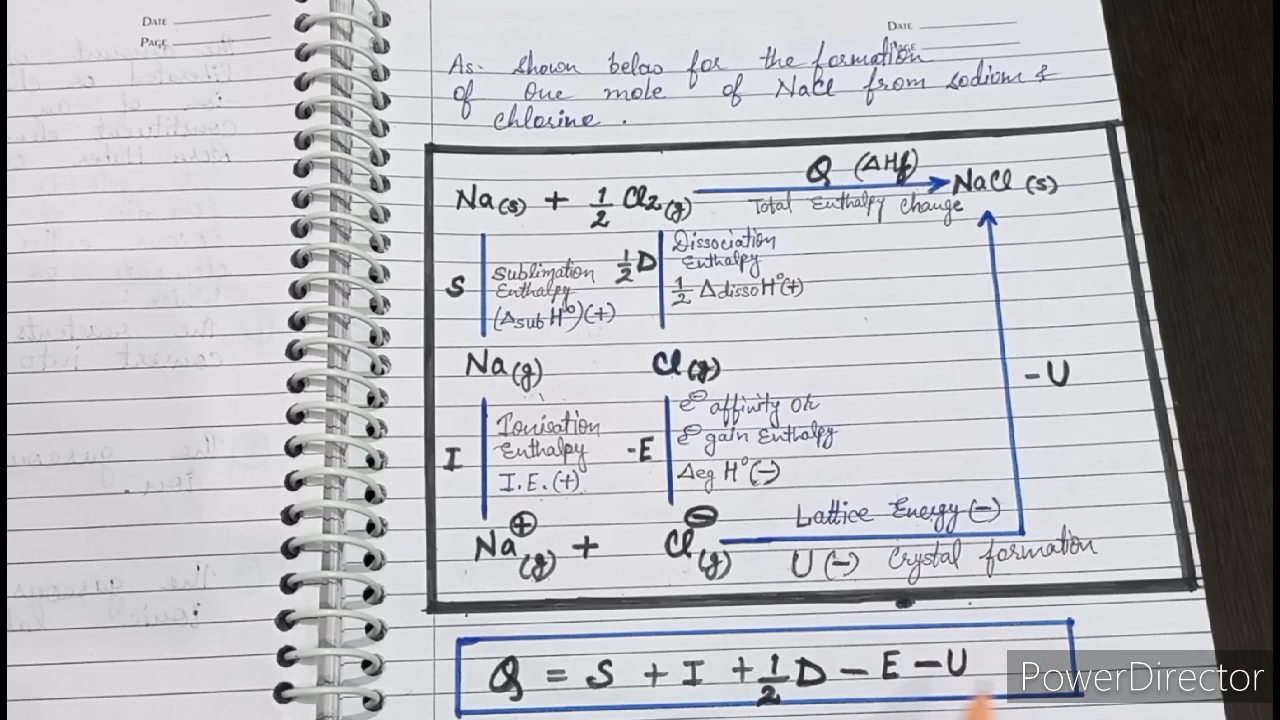 DATE
PAGE
DATE
PAGE
As shown below for the formation
of one mole of NaCl from sodium &
chlorine.
Na(s) + 1/2 Cl2(g) Q (ΔHf) NaCl (s)
Total Enthalpy change
S Sublimation Enthalpy (ΔsubH°)(+)
1/2 D Dissociation Enthalpy 1/2 Δdisso H°(+)
Na(g) Cl(g)
I Ionisation Enthalpy I.E.(+)
-E e⊖ affinity or e⊖ gain Enthalpy Δeg H°(-)
-U
Na⊕(g) + Cl⊖(g)
Lattice Energy (-)
U(-) Crystal formation
Q = S + I + 1/2 D - E - U
PowerDirector